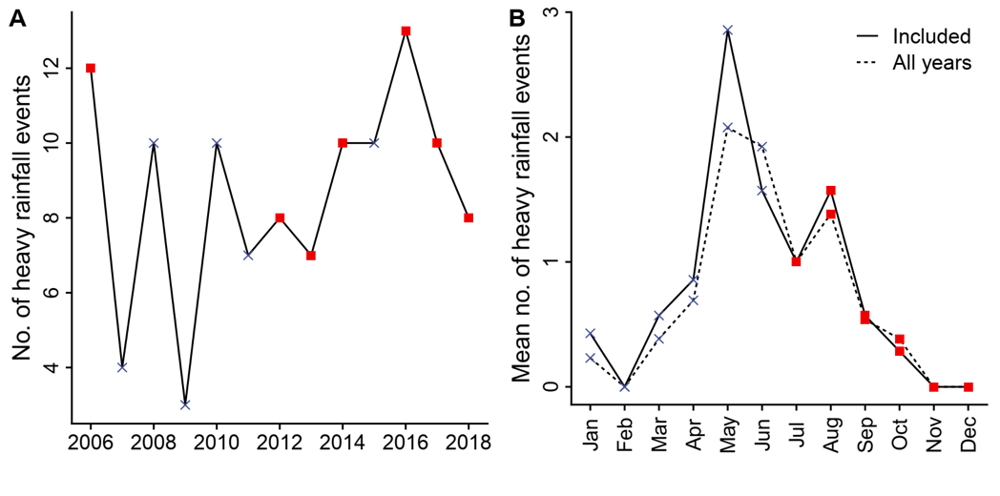 A
No. of heavy rainfall events
12
10
8
6
4
2006 2008 2010 2012 2014 2016 2018
B
Mean no. of heavy rainfall events
3
2
1
0
Included
All years
Jan Feb Mar Apr May Jun Jul Aug Sep Oct Nov Dec